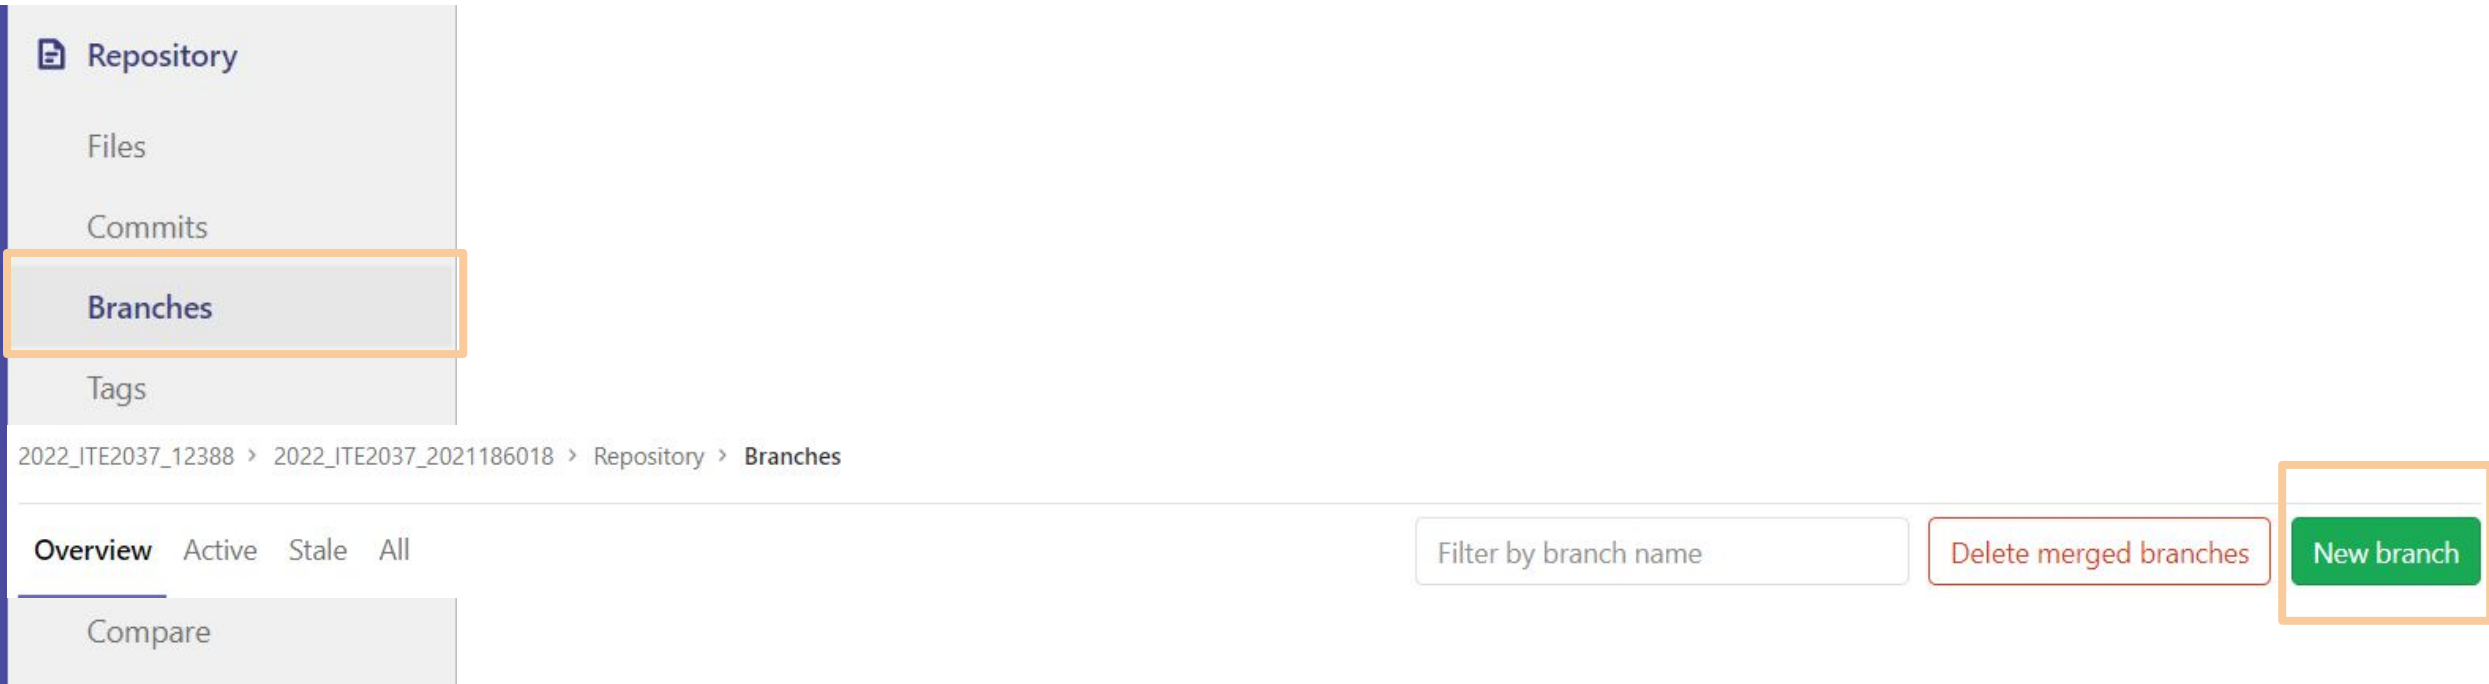 Repository
Files
Commits
Branches
Tags
2022_ITE2037_12388 > 2022_ITE2037_2021186018 > Repository > Branches
Overview Active Stale All Filter by branch name Delete merged branches New branch
Compare